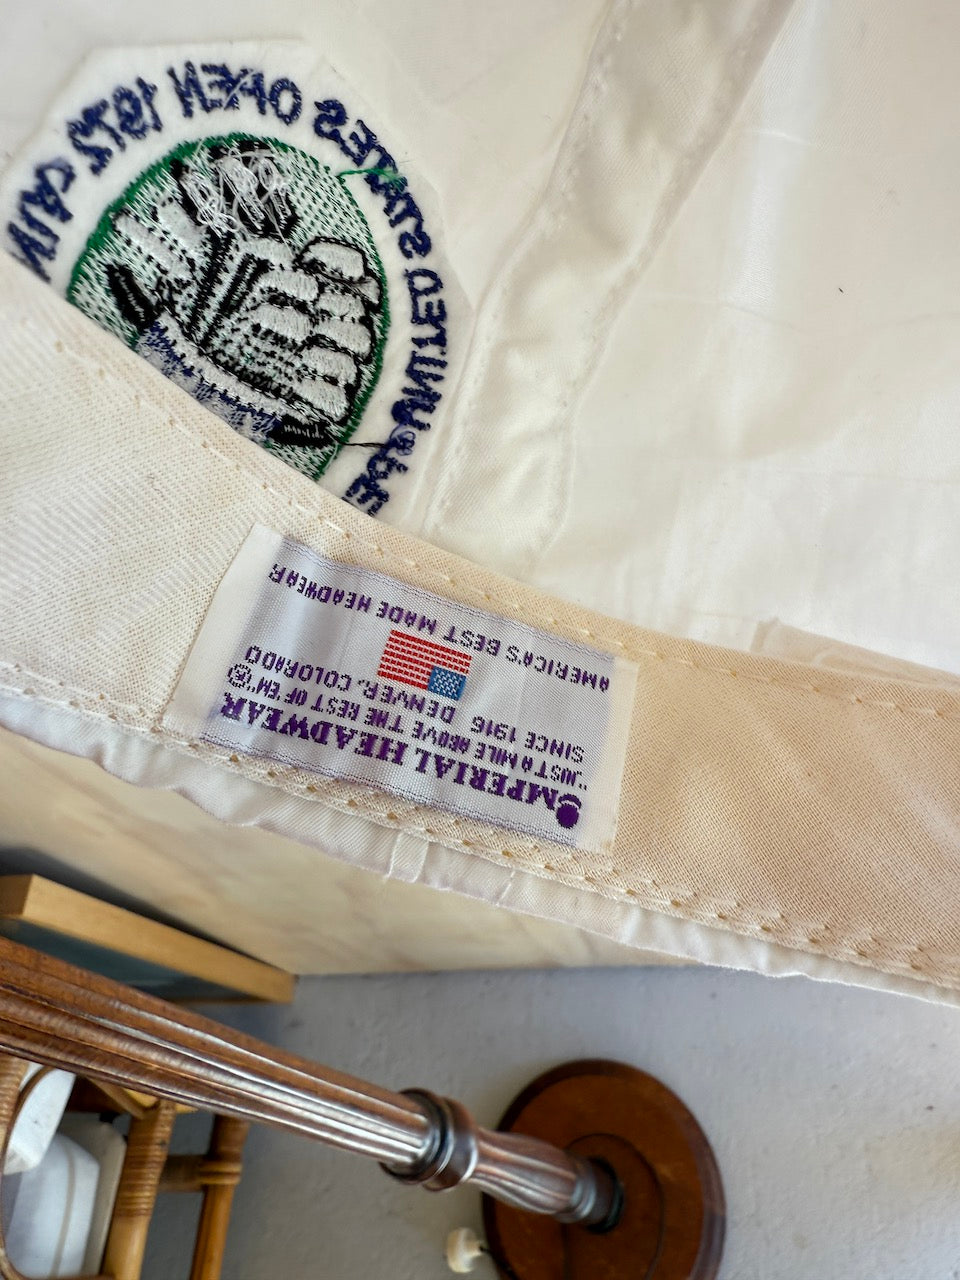 IMPERIAL HEADWEAR
"JUST A MILE ABOVE THE REST OF 'EM"®
SINCE 1916 DENVER, COLORADO
AMERICA'S BEST MADE HEADWEAR
UNITED STATES OPEN 1972